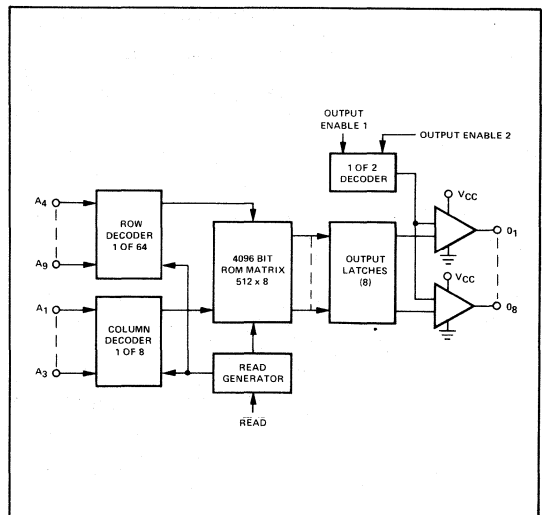 OUTPUT
ENABLE 1
OUTPUT ENABLE 2
1 OF 2
DECODER
VCC
A4
ROW
DECODER
1 OF 64
4096 BIT
ROM MATRIX
512 x 8
OUTPUT
LATCHES
(8)
01
A9
VCC
A1
COLUMN
DECODER
1 OF 8
08
A3
READ
GENERATOR
READ